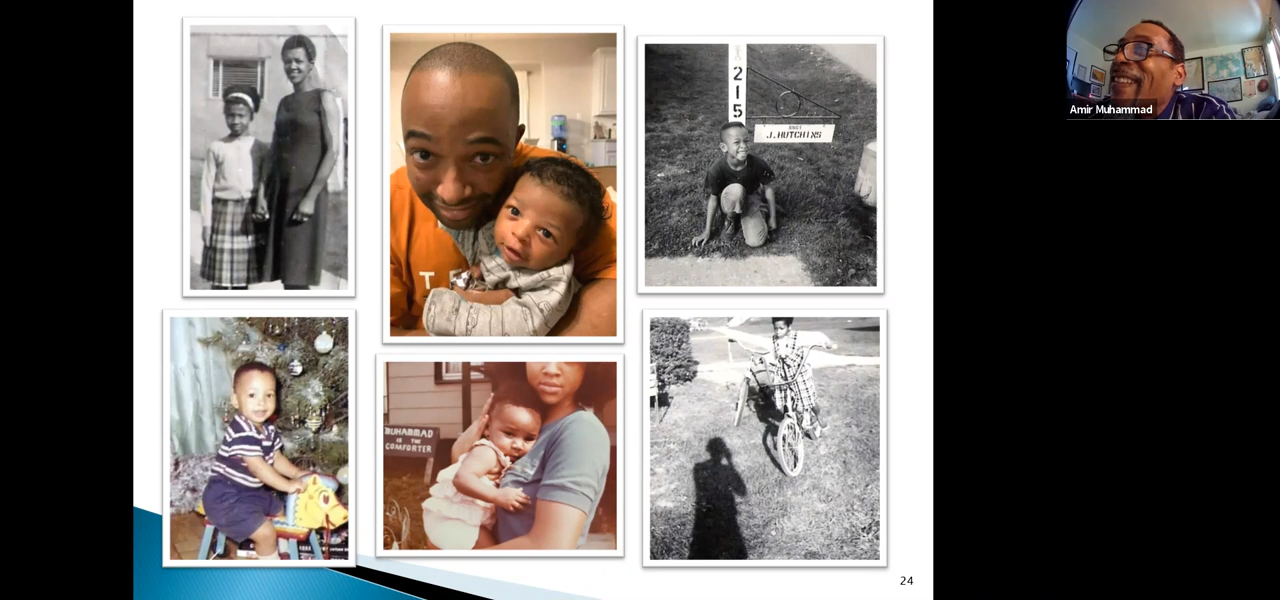 215
J. HUTCHINS
T
MUHAMMAD
IS THE
COMFORTER
24
Amir Muhammad